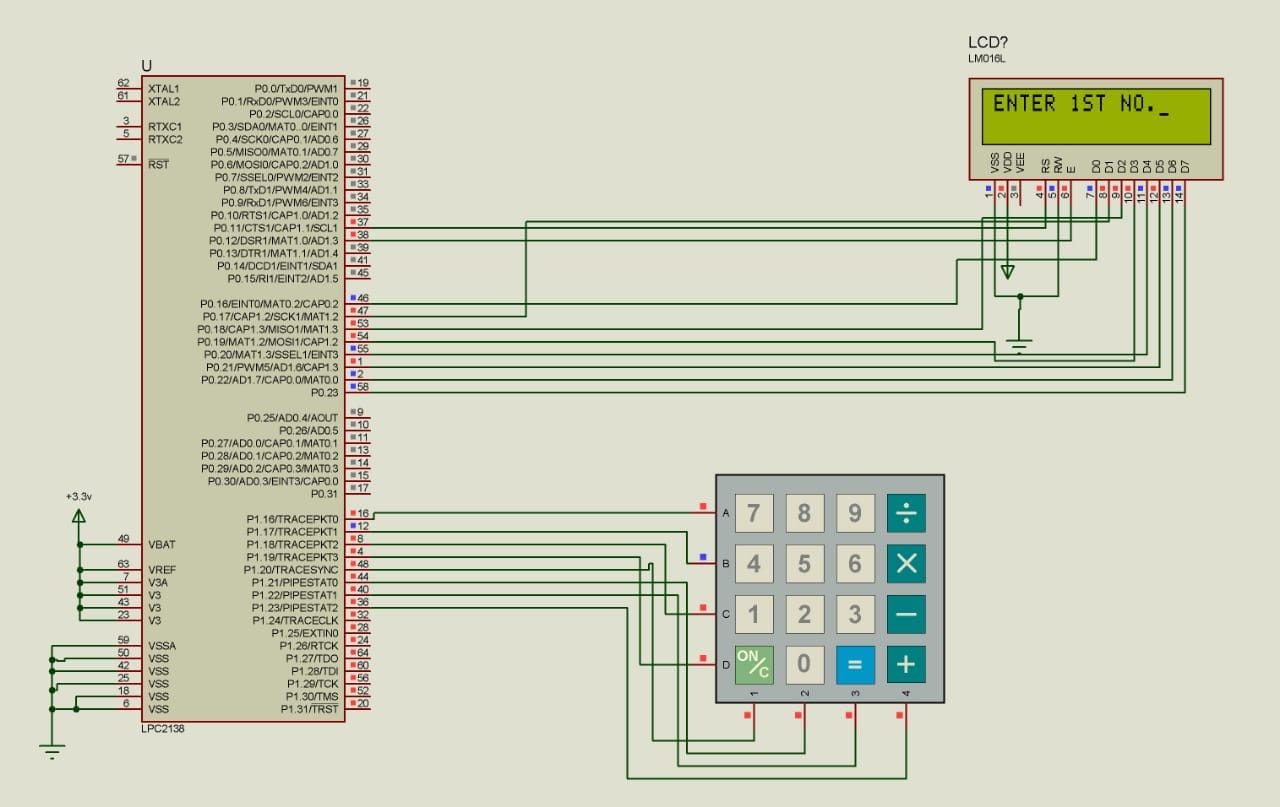 LCD?
LM016L
ENTER 1ST NO._
VSS VDD VEE RS RW E D0 D1 D2 D3 D4 D5 D6 D7
1 2 3 4 5 6 7 8 9 10 11 12 13 14
U
62 XTAL1 P0.0/TxD0/PWM1 19
61 XTAL2 P0.1/RxD0/PWM3/EINT0 21
P0.2/SCL0/CAP0.0 22
3 RTXC1 P0.3/SDA0/MAT0..0/EINT1 26
5 RTXC2 P0.4/SCK0/CAP0.1/AD0.6 27
P0.5/MISO0/MAT0.1/AD0.7 29
57 RST P0.6/MOSI0/CAP0.2/AD1.0 30
P0.7/SSEL0/PWM2/EINT2 31
P0.8/TxD1/PWM4/AD1.1 33
P0.9/RxD1/PWM6/EINT3 34
P0.10/RTS1/CAP1.0/AD1.2 35
P0.11/CTS1/CAP1.1/SCL1 37
P0.12/DSR1/MAT1.0/AD1.3 38
P0.13/DTR1/MAT1.1/AD1.4 39
P0.14/DCD1/EINT1/SDA1 41
P0.15/RI1/EINT2/AD1.5 45
P0.16/EINT0/MAT0.2/CAP0.2 46
P0.17/CAP1.2/SCK1/MAT1.2 47
P0.18/CAP1.3/MISO1/MAT1.3 53
P0.19/MAT1.2/MOSI1/CAP1.2 54
P0.20/MAT1.3/SSEL1/EINT3 55
P0.21/PWM5/AD1.6/CAP1.3 1
P0.22/AD1.7/CAP0.0/MAT0.0 2
P0.23 58
P0.25/AD0.4/AOUT 9
P0.26/AD0.5 10
P0.27/AD0.0/CAP0.1/MAT0.1 11
P0.28/AD0.1/CAP0.2/MAT0.2 13
P0.29/AD0.2/CAP0.3/MAT0.3 14
P0.30/AD0.3/EINT3/CAP0.0 15
P0.31 17
+3.3v
P1.16/TRACEPKT0 16
P1.17/TRACEPKT1 12
49 VBAT P1.18/TRACEPKT2 8
P1.19/TRACEPKT3 4
63 VREF P1.20/TRACESYNC 48
7 V3A P1.21/PIPESTAT0 44
51 V3 P1.22/PIPESTAT1 40
43 V3 P1.23/PIPESTAT2 36
23 V3 P1.24/TRACECLK 32
P1.25/EXTIN0 28
59 VSSA P1.26/RTCK 24
50 VSS P1.27/TDO 64
42 VSS P1.28/TDI 60
25 VSS P1.29/TCK 56
18 VSS P1.30/TMS 52
6 VSS P1.31/TRST 20
LPC2138
A 7 8 9 ÷
B 4 5 6 ×
C 1 2 3 −
D ON/C 0 = +
1 2 3 4